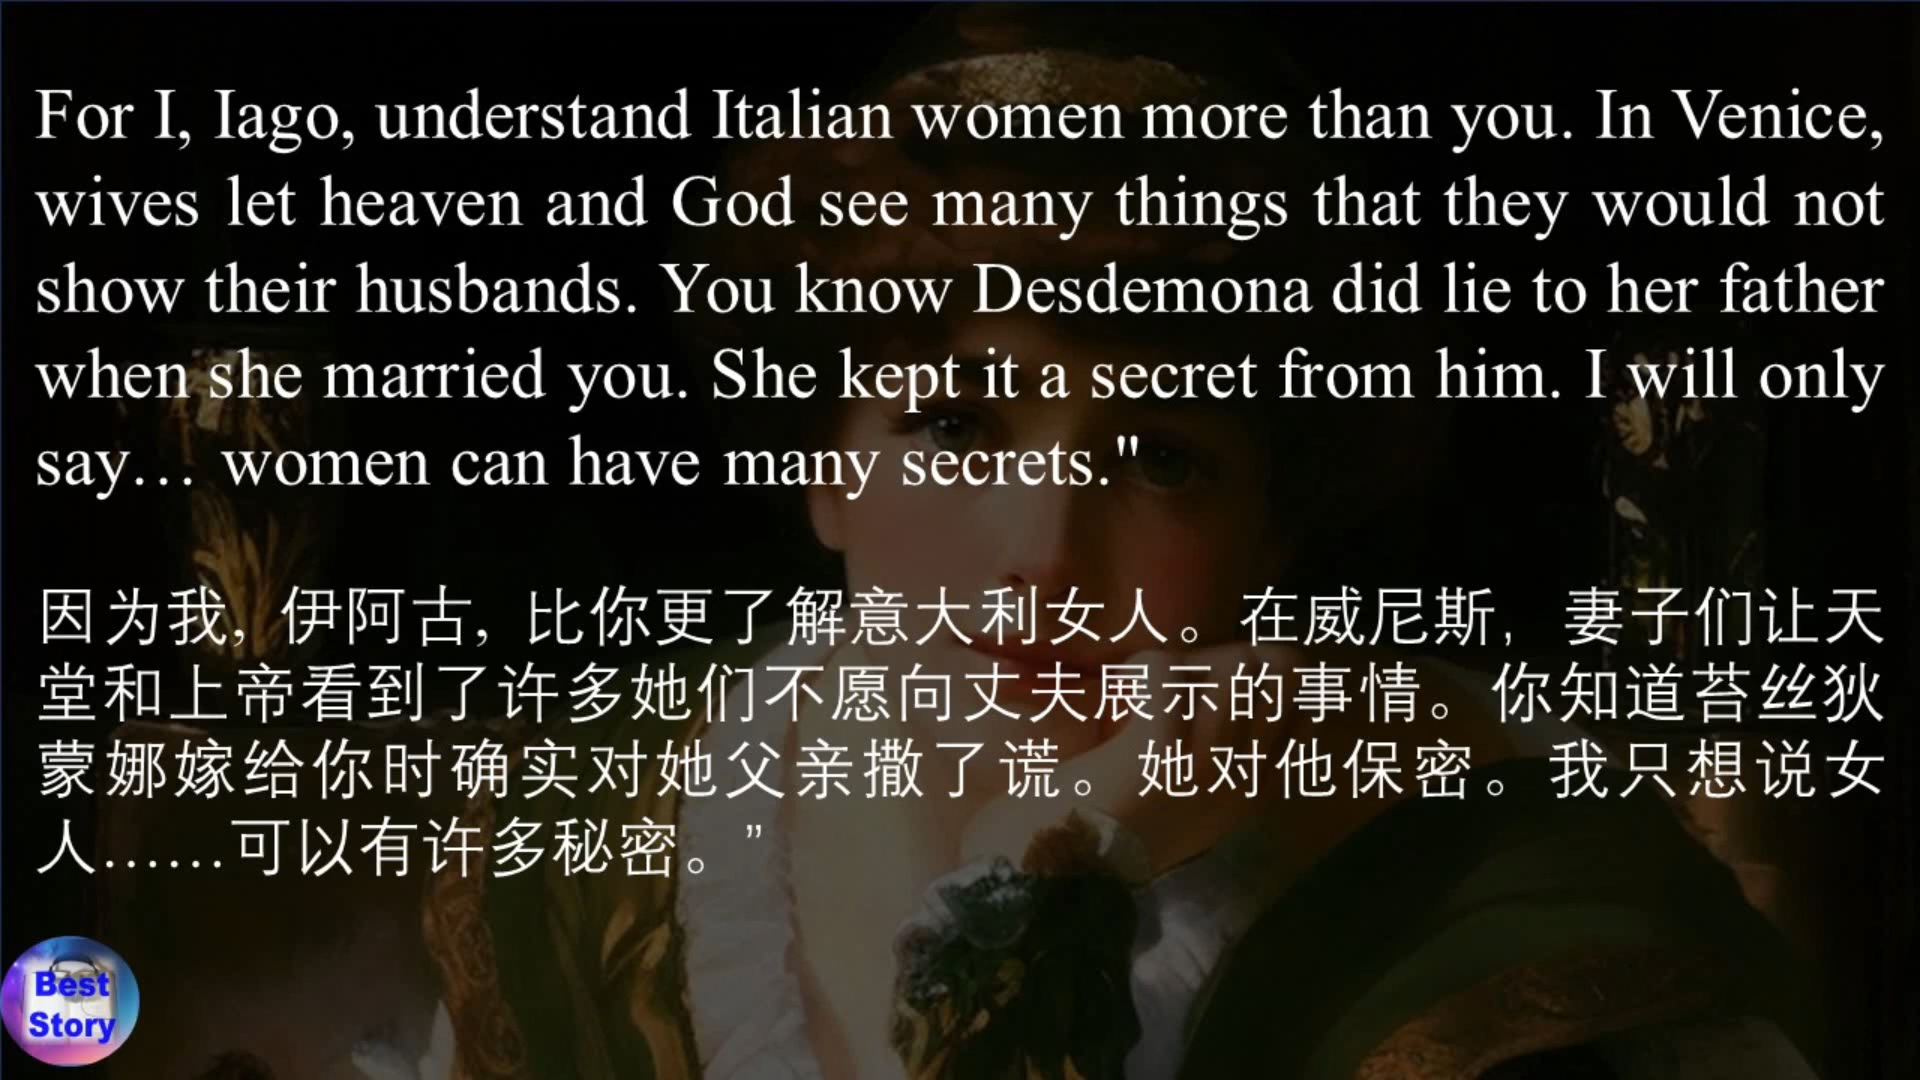 For I, Iago, understand Italian women more than you. In Venice,
wives let heaven and God see many things that they would not
show their husbands. You know Desdemona did lie to her father
when she married you. She kept it a secret from him. I will only
say… women can have many secrets."
因为我, 伊阿古, 比你更了解意大利女人。在威尼斯, 妻子们让天
堂和上帝看到了许多她们不愿向丈夫展示的事情。你知道苔丝狄
蒙娜嫁给你时确实对她父亲撒了谎。她对他保密。我只想说女
人……可以有许多秘密。”
Best
Story